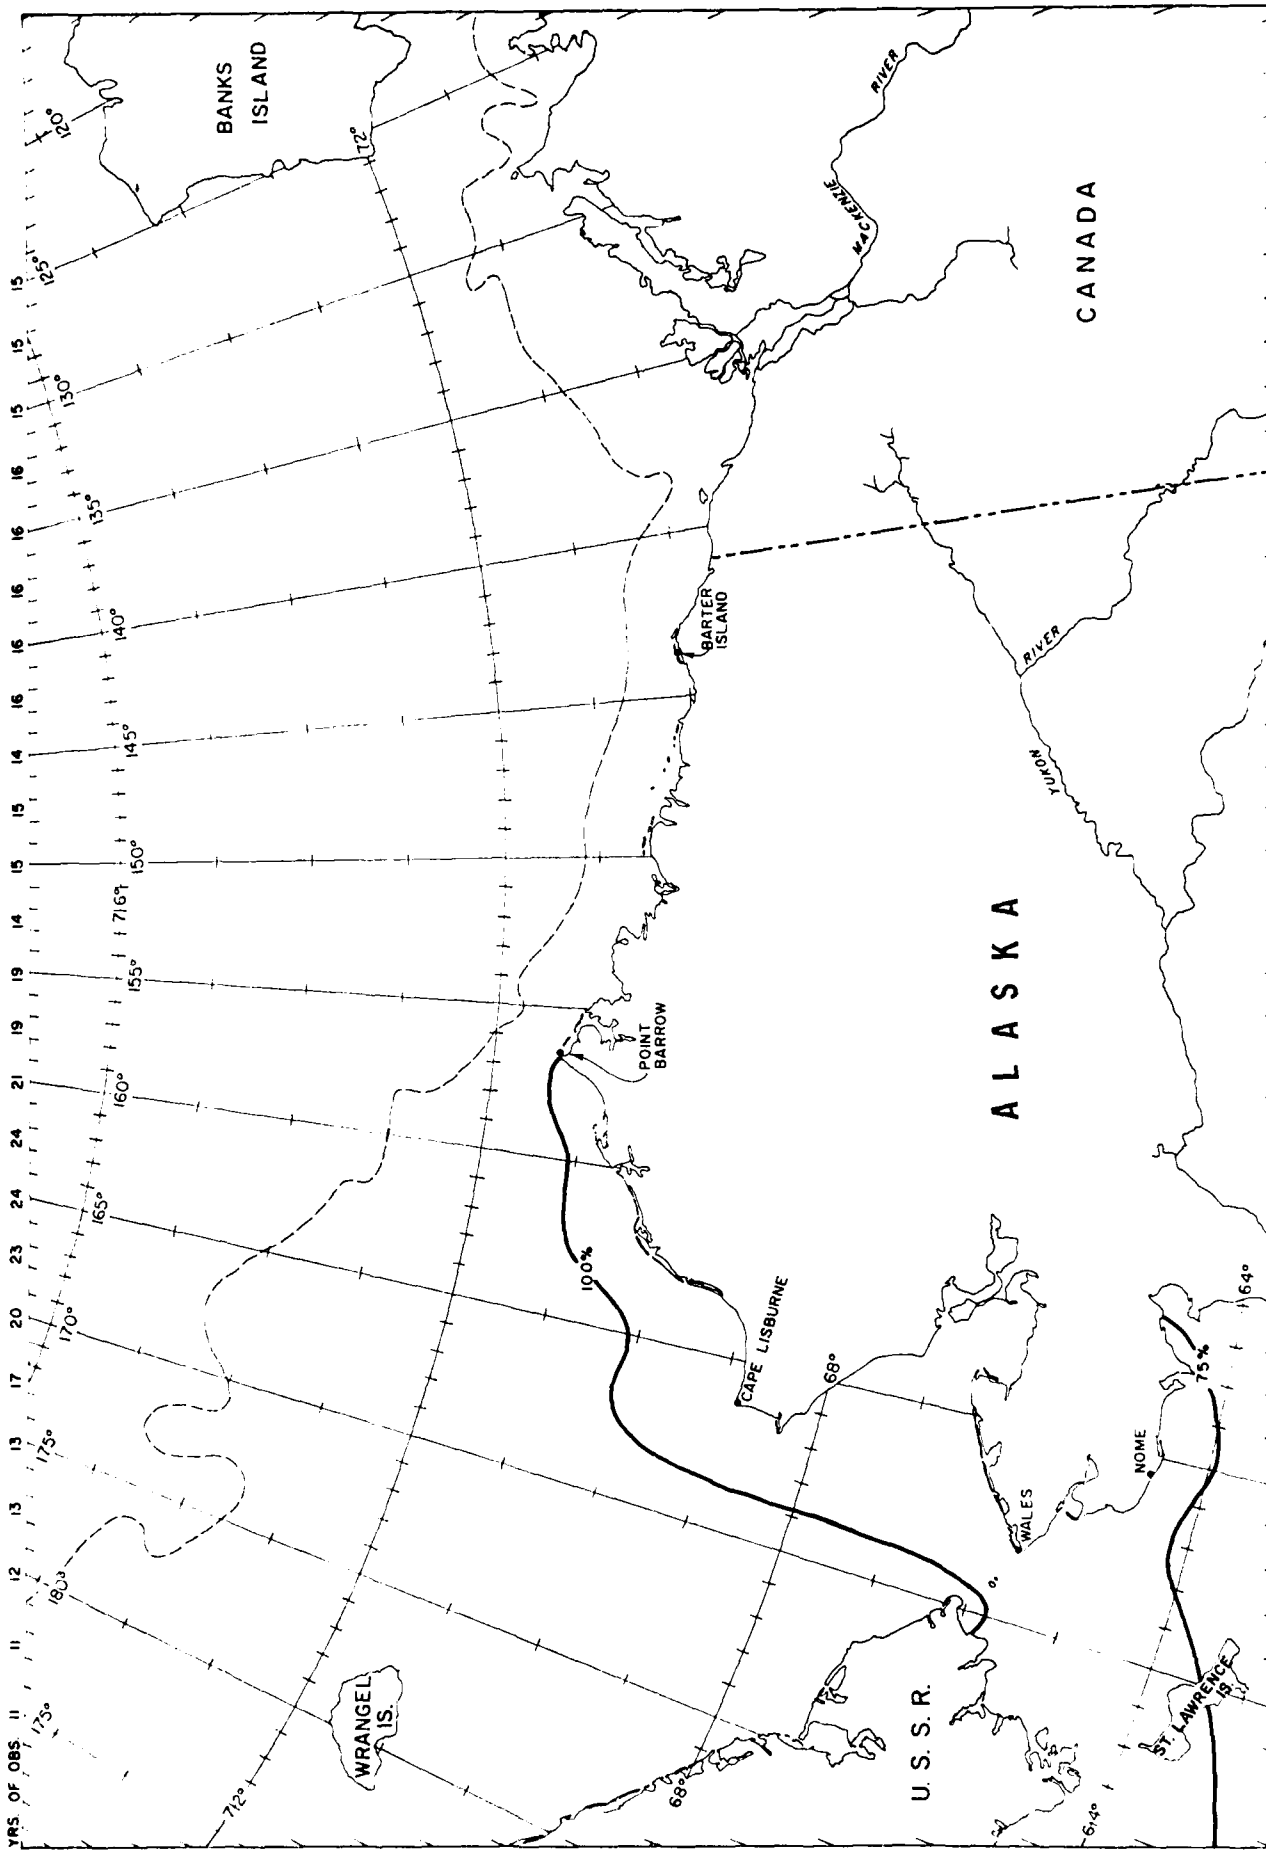 YRS. OF OBS. 11 11 12 13 13 17 20 23 24 24 21 19 19 14 15 15 14 16 16 16 16 16 15 15 15
175°
180°
175°
170°
165°
160°
155°
7169
150°
145°
140°
135°
130°
125°
120°
BANKS
ISLAND
72°
712°
WRANGEL
IS.
68°
U.S.S.R.
64°
ST. LAWRENCE
IS.
100%
POINT
BARROW
CAPE LISBURNE
68°
WALES
NOME
75%
64°
BARTER
ISLAND
ALASKA
YUKON
RIVER
MACKENZIE
RIVER
CANADA